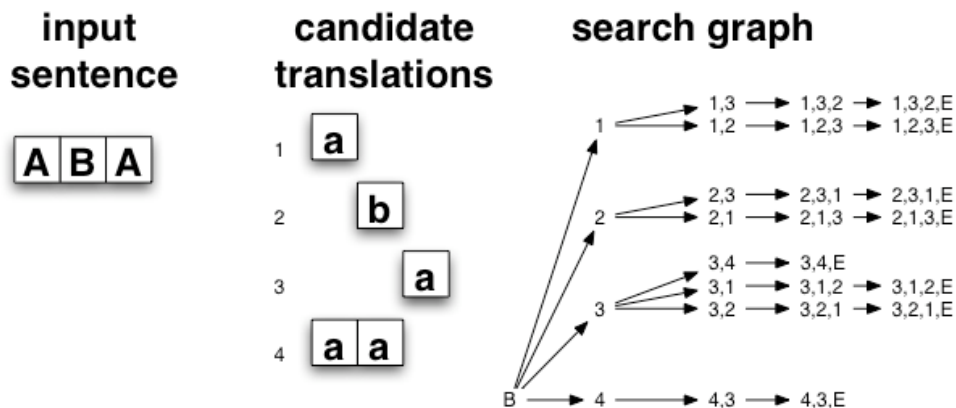 input sentence
candidate translations
search graph
A B A
1 a
2 b
3 a
4 a a
1,3 1,3,2 1,3,2,E
1
1,2 1,2,3 1,2,3,E
2,3 2,3,1 2,3,1,E
2
2,1 2,1,3 2,1,3,E
3,4 3,4,E
3,1 3,1,2 3,1,2,E
3
3,2 3,2,1 3,2,1,E
B 4 4,3 4,3,E